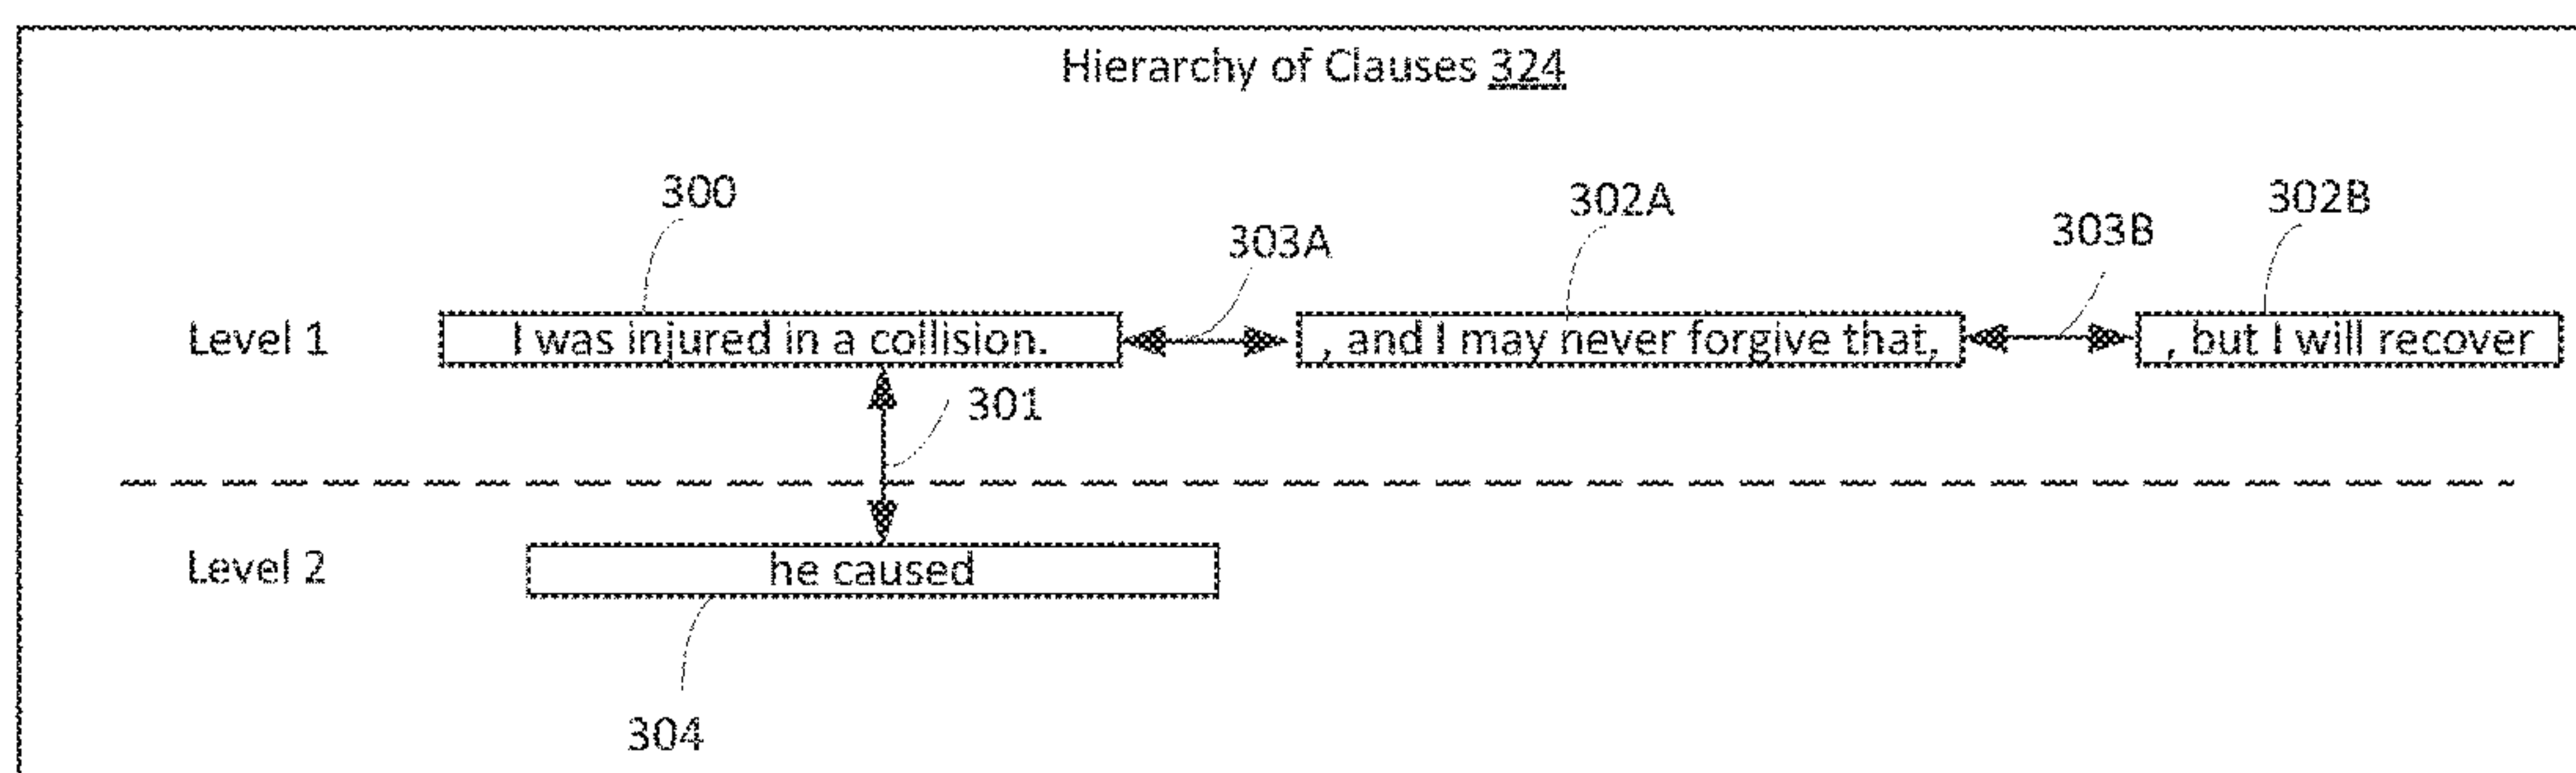 Hierarchy of Clauses 324
300
302A
302B
303A
303B
Level 1
I was injured in a collision.
, and I may never forgive that,
, but I will recover
301
Level 2
he caused
304